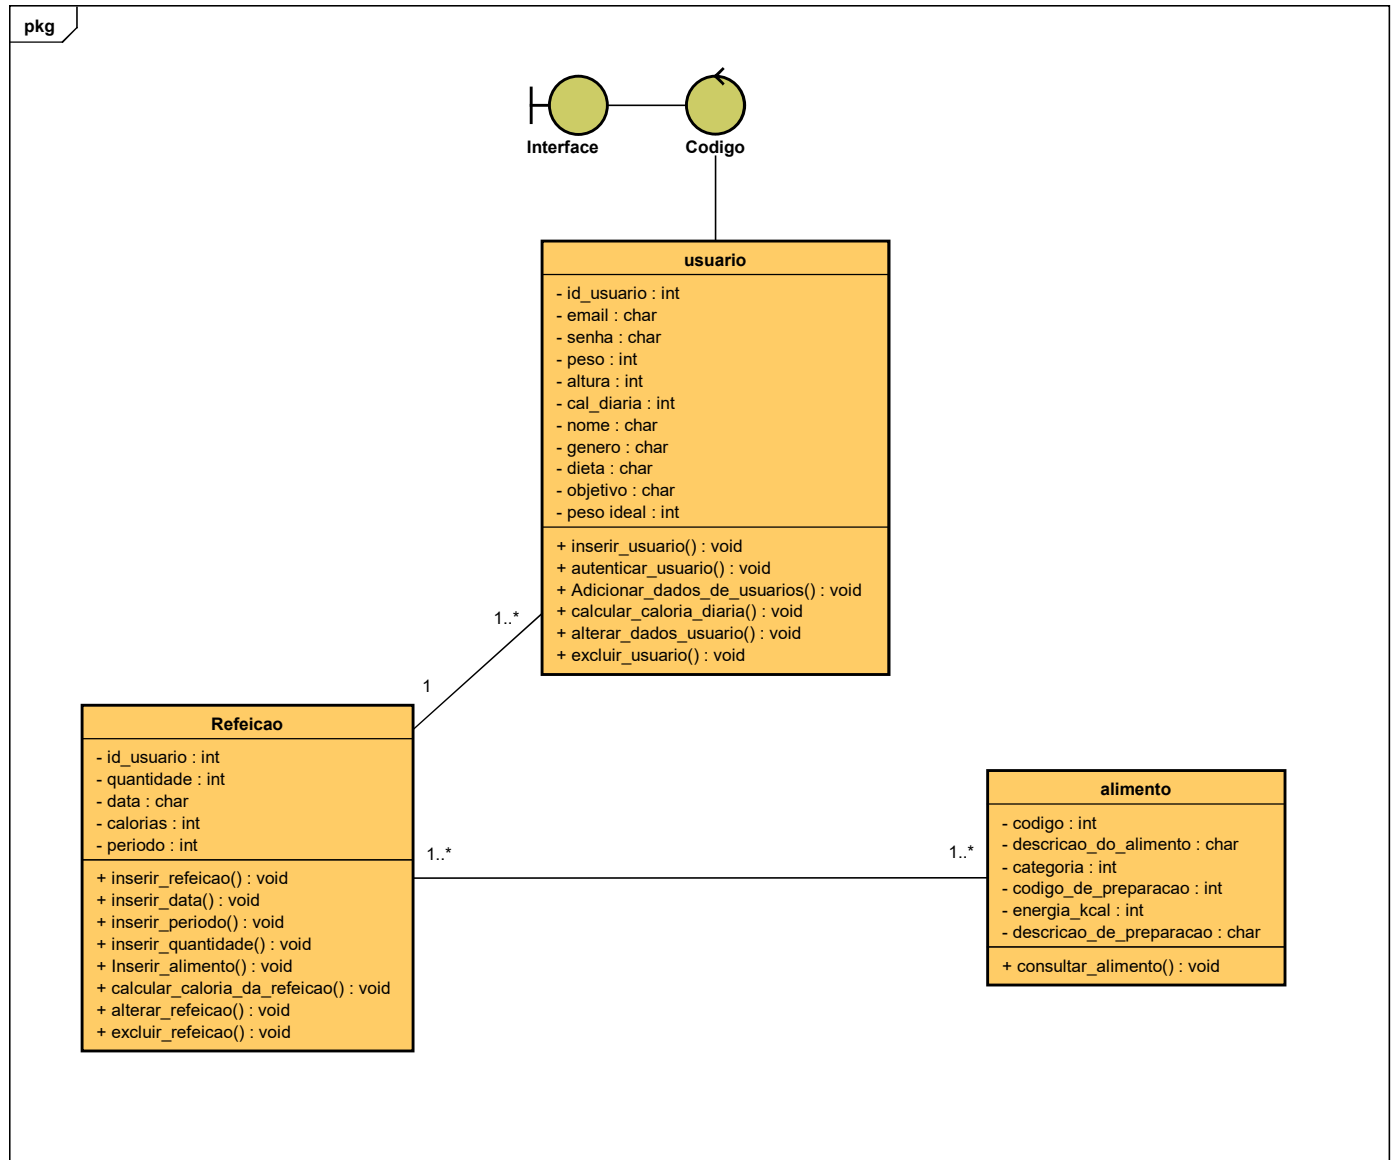 pkg
Interface
Codigo
usuario
- id_usuario : int
- email : char
- senha : char
- peso : int
- altura : int
- cal_diaria : int
- nome : char
- genero : char
- dieta : char
- objetivo : char
- peso ideal : int
+ inserir_usuario() : void
+ autenticar_usuario() : void
+ Adicionar_dados_de_usuarios() : void
+ calcular_caloria_diaria() : void
+ alterar_dados_usuario() : void
+ excluir_usuario() : void
1..*
1
Refeicao
- id_usuario : int
- quantidade : int
- data : char
- calorias : int
- periodo : int
+ inserir_refeicao() : void
+ inserir_data() : void
+ inserir_periodo() : void
+ inserir_quantidade() : void
+ Inserir_alimento() : void
+ calcular_caloria_da_refeicao() : void
+ alterar_refeicao() : void
+ excluir_refeicao() : void
1..*
1..*
alimento
- codigo : int
- descricao_do_alimento : char
- categoria : int
- codigo_de_preparacao : int
- energia_kcal : int
- descricao_de_preparacao : char
+ consultar_alimento() : void